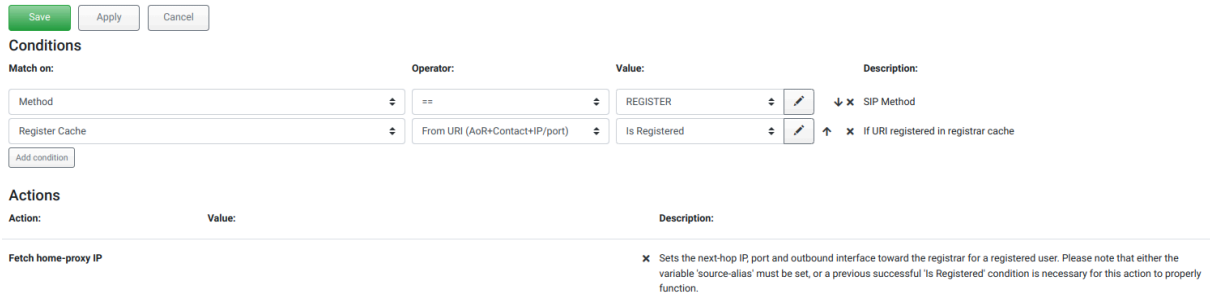 Save Apply Cancel
Conditions
Match on: Operator: Value: Description:
Method == REGISTER SIP Method
Register Cache From URI (AoR+Contact+IP/port) Is Registered If URI registered in registrar cache
Add condition
Actions
Action: Value: Description:
Fetch home-proxy IP Sets the next-hop IP, port and outbound interface toward the registrar for a registered user. Please note that either the
variable 'source-alias' must be set, or a previous successful 'Is Registered' condition is necessary for this action to properly
function.